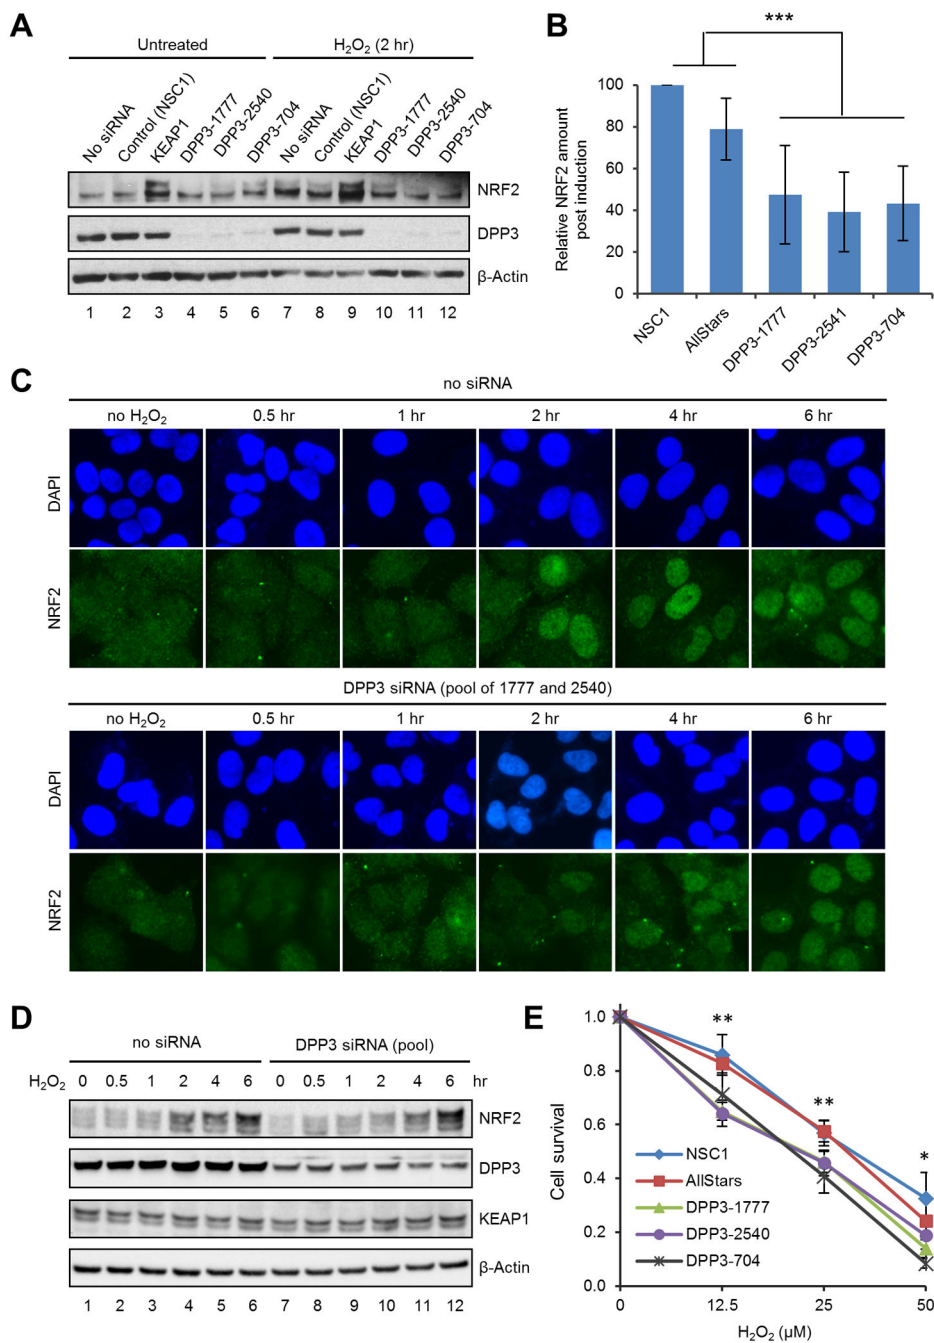 A
Untreated
H₂O₂ (2 hr)
No siRNA
Control (NSC1)
KEAP1
DPP3-1777
DPP3-2540
DPP3-704
No siRNA
Control (NSC1)
KEAP1
DPP3-1777
DPP3-2540
DPP3-704
NRF2
DPP3
β-Actin
1 2 3 4 5 6 7 8 9 10 11 12
B
***
Relative NRF2 amount
post induction
100
80
60
40
20
0
NSC1
AllStars
DPP3-1777
DPP3-2541
DPP3-704
C
no siRNA
no H₂O₂ 0.5 hr 1 hr 2 hr 4 hr 6 hr
DAPI
NRF2
DPP3 siRNA (pool of 1777 and 2540)
no H₂O₂ 0.5 hr 1 hr 2 hr 4 hr 6 hr
DAPI
NRF2
D
no siRNA
DPP3 siRNA (pool)
H₂O₂ 0 0.5 1 2 4 6 0 0.5 1 2 4 6 hr
NRF2
DPP3
KEAP1
β-Actin
1 2 3 4 5 6 7 8 9 10 11 12
E
Cell survival
1.0
0.8
0.6
0.4
0.2
0.0
**
**
*
NSC1
AllStars
DPP3-1777
DPP3-2540
DPP3-704
0 12.5 25 50
H₂O₂ (µM)